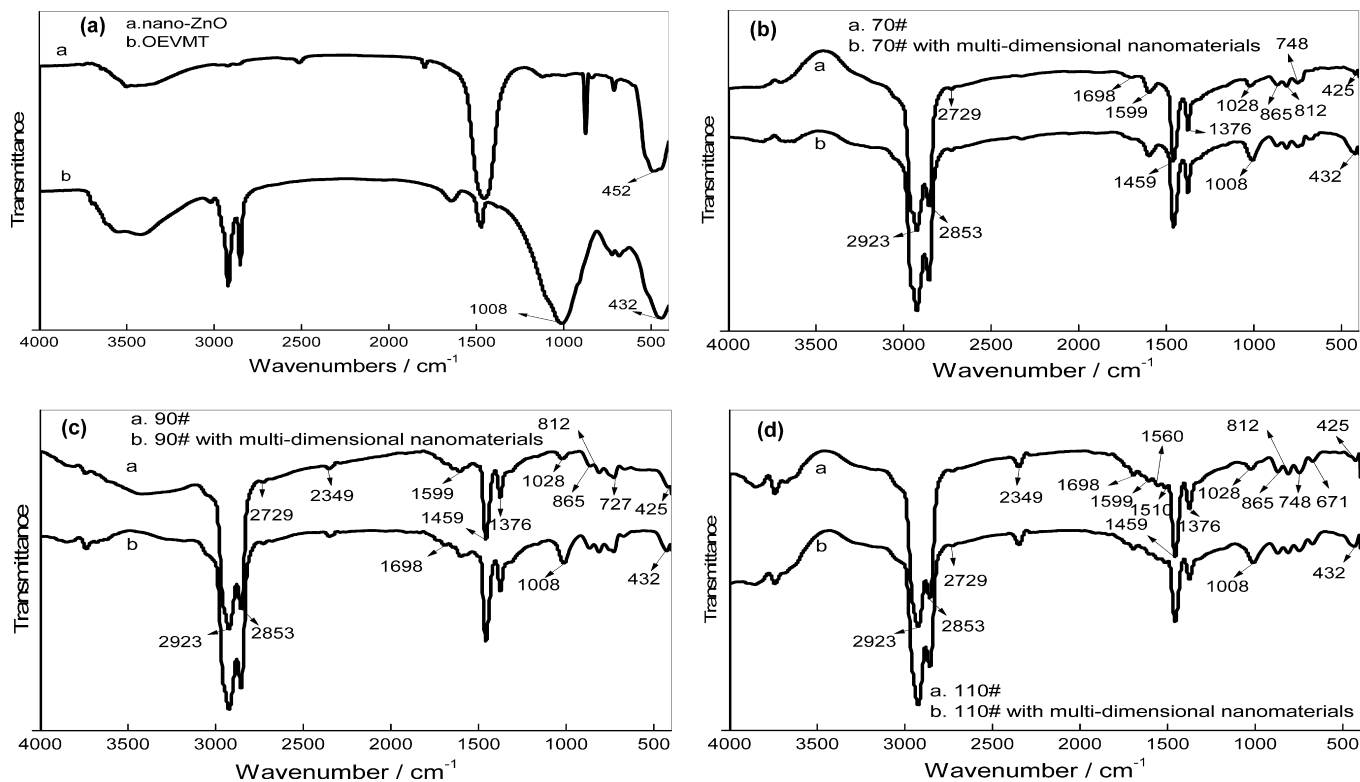 (a)
a.nano-ZnO
b.OEVMT
a
b
452
1008
432
Transmittance
4000 3500 3000 2500 2000 1500 1000 500
Wavenumbers / cm⁻¹
(b)
a. 70#
b. 70# with multi-dimensional nanomaterials
748
a
b
2729
1698
1599
1028
865
812
425
1376
1459
1008
432
2923
2853
Transmittance
4000 3500 3000 2500 2000 1500 1000 500
Wavenumber / cm⁻¹
(c)
a. 90#
b. 90# with multi-dimensional nanomaterials
812
a
b
2729
2349
1599
1028
865
727
425
1459
1376
1698
1008
432
2923
2853
Transmittance
4000 3500 3000 2500 2000 1500 1000 500
Wavenumber / cm⁻¹
(d)
1560
812
425
a
b
2349
1698
1599
1510
1028
865
748
671
1459
1376
2729
1008
432
2923
2853
a. 110#
b. 110# with multi-dimensional nanomaterials
Transmittance
4000 3500 3000 2500 2000 1500 1000 500
Wavenumber / cm⁻¹